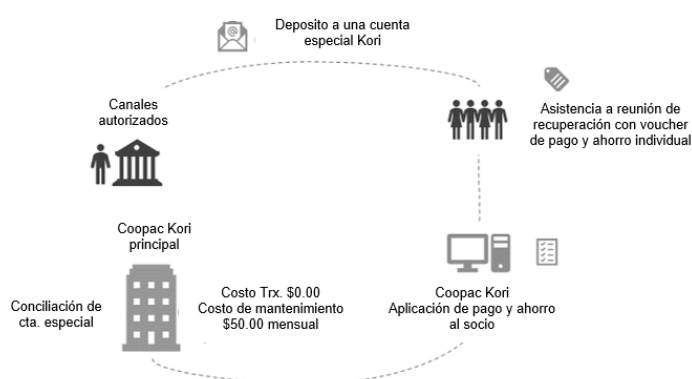 Deposito a una cuenta
especial Kori
Canales
autorizados
Asistencia a reunión de
recuperación con voucher
de pago y ahorro individual
Coopac Kori
principal
Conciliación de
cta. especial
Costo Trx. $0.00
Costo de mantenimiento
$50.00 mensual
Coopac Kori
Aplicación de pago y ahorro
al socio